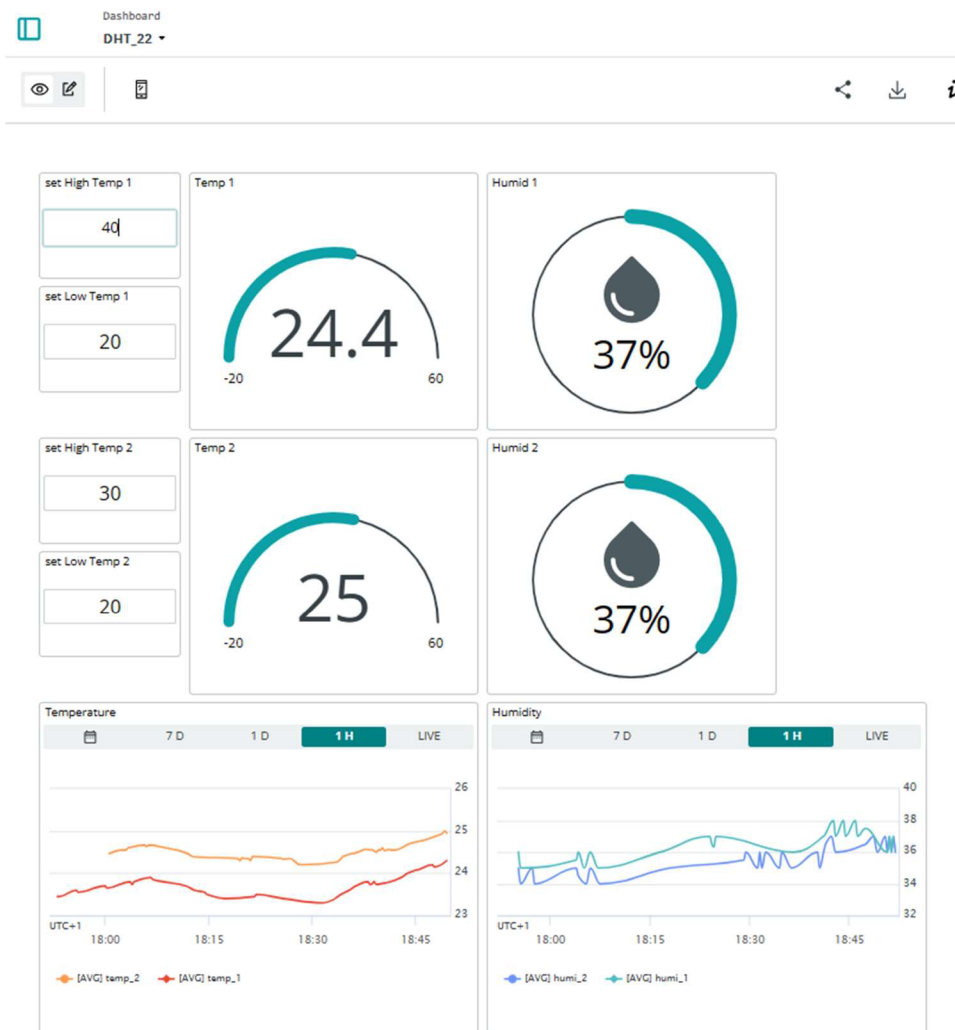 Dashboard
DHT_22
set High Temp 1
40
Temp 1
24.4
-20
60
Humid 1
37%
set Low Temp 1
20
set High Temp 2
30
Temp 2
25
-20
60
Humid 2
37%
set Low Temp 2
20
Temperature
7 D
1 D
1 H
LIVE
26
25
24
23
UTC+1
18:00
18:15
18:30
18:45
[AVG] temp_2
[AVG] temp_1
Humidity
7 D
1 D
1 H
LIVE
40
38
36
34
32
UTC+1
18:00
18:15
18:30
18:45
[AVG] humi_2
[AVG] humi_1